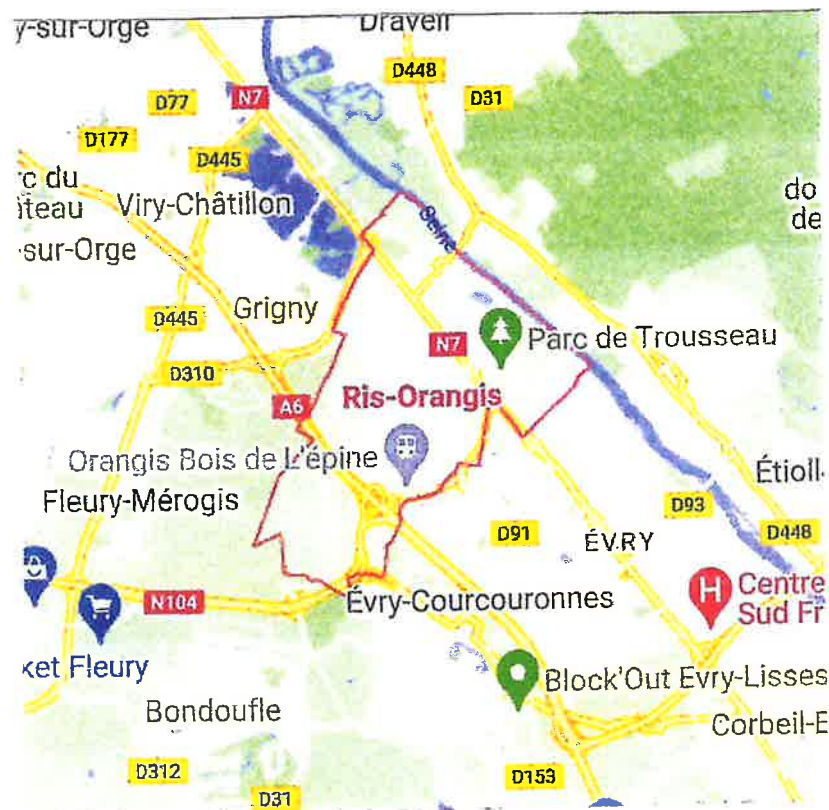 y-sur-Orge
Draveil
D448
D77
N7
D31
D177
D445
rc du
âteau
Viry-Châtillon
do
de
-sur-Orge
Seine
Grigny
D445
N7
Parc de Trousseau
D310
A6
Ris-Orangis
Orangis Bois de L'épine
Étioll
Fleury-Mérogis
D93
D91
ÉVRY
D448
H
Centre
Sud Fr
N104
Évry-Courcouronnes
ket Fleury
Block'Out Evry-Lisses
Bondoufle
Corbeil-E
D312
D153
D31